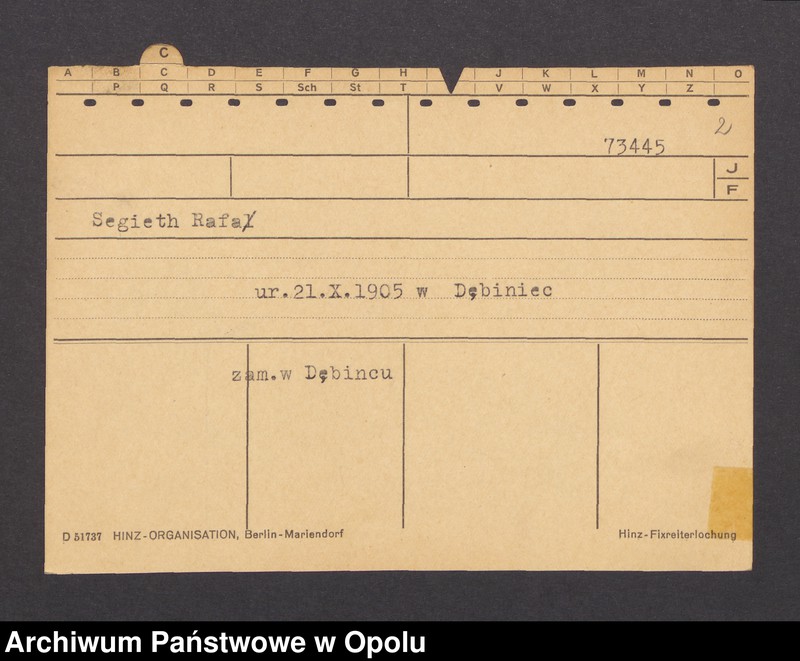 C
A B C D E F G H J K L M N O
P Q R S Sch St T V W X Y Z
2
73445
J
F
Segieth Rafał
ur.21.X.1905 w Dębiniec
zam.w Dębincu
D 51737 HINZ-ORGANISATION, Berlin-Mariendorf
Hinz-Fixreiterlochung
Archiwum Państwowe w Opolu